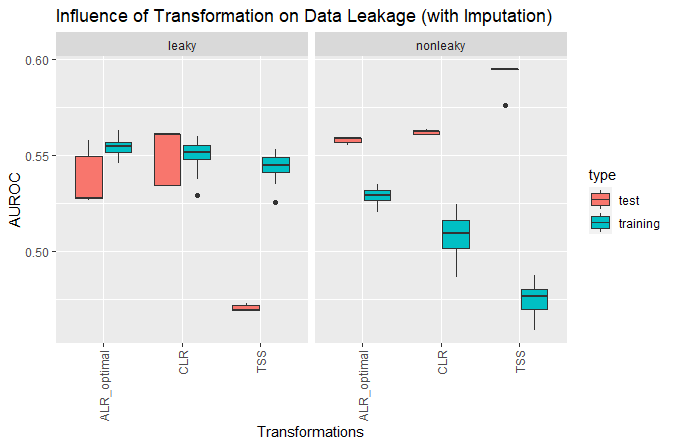 Influence of Transformation on Data Leakage (with Imputation)
leaky
nonleaky
0.60
0.55
0.50
AUROC
ALR_optimal
CLR
TSS
ALR_optimal
CLR
TSS
Transformations
type
test
training